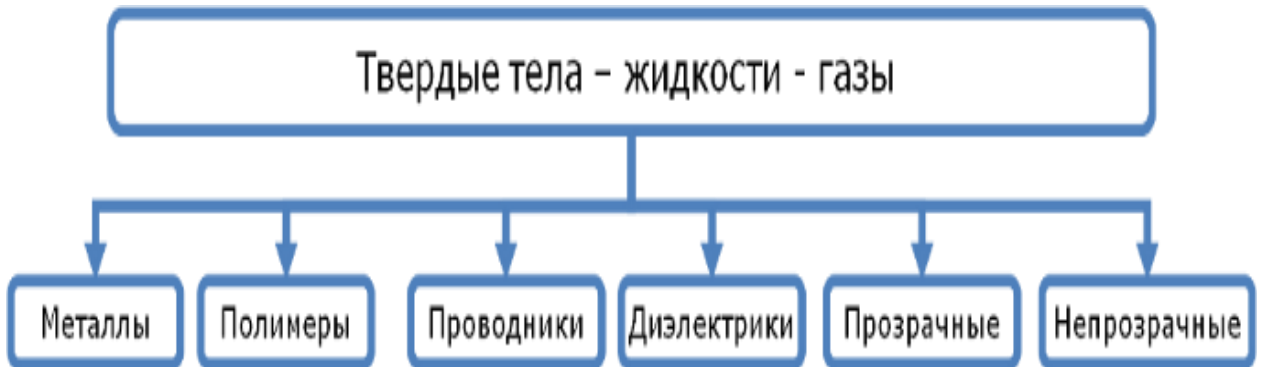 Твердые тела – жидкости - газы
Металлы
Полимеры
Проводники
Диэлектрики
Прозрачные
Непрозрачные